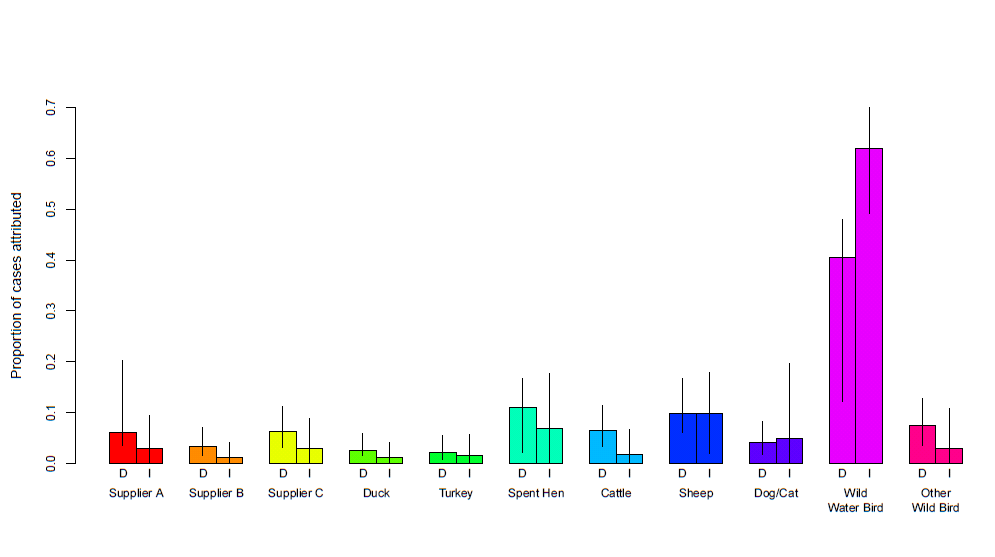 Proportion of cases attributed
0.7
0.6
0.5
0.4
0.3
0.2
0.1
0.0
D I D I D I D I D I D I D I D I D I D I D I
Supplier A Supplier B Supplier C Duck Turkey Spent Hen Cattle Sheep Dog/Cat Wild Other
Water Bird Wild Bird